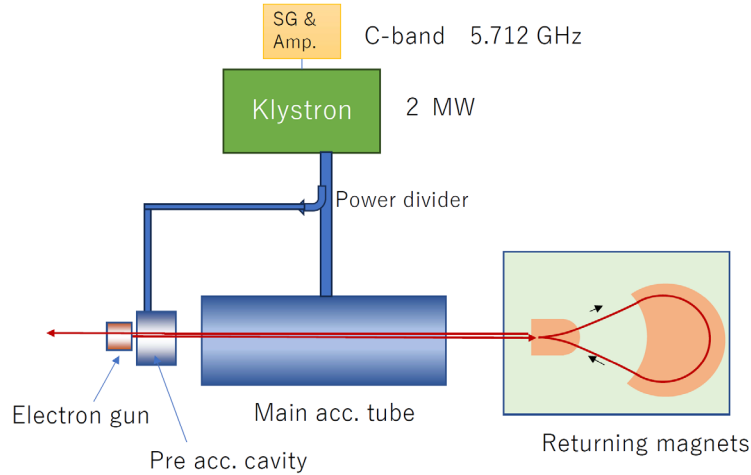 SG &
Amp.
C-band 5.712 GHz
Klystron
2 MW
Power divider
Electron gun
Main acc. tube
Pre acc. cavity
Returning magnets